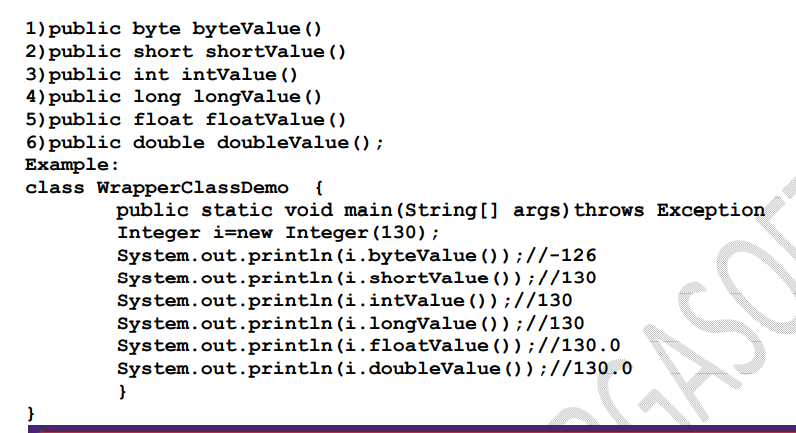 1)public byte byteValue()
2)public short shortValue()
3)public int intValue()
4)public long longValue()
5)public float floatValue()
6)public double doubleValue();
Example:
class WrapperClassDemo  {
        public static void main(String[] args)throws Exception
        Integer i=new Integer(130);
        System.out.println(i.byteValue());//-126
        System.out.println(i.shortValue());//130
        System.out.println(i.intValue());//130
        System.out.println(i.longValue());//130
        System.out.println(i.floatValue());//130.0
        System.out.println(i.doubleValue());//130.0
        }
}